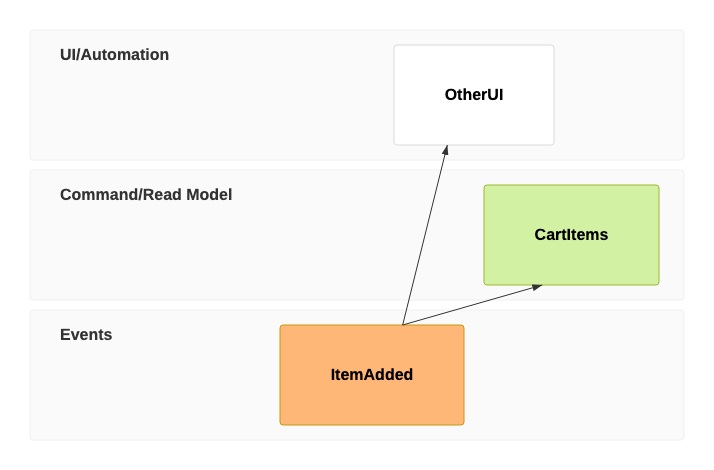 UI/Automation
OtherUI
Command/Read Model
CartItems
Events
ItemAdded